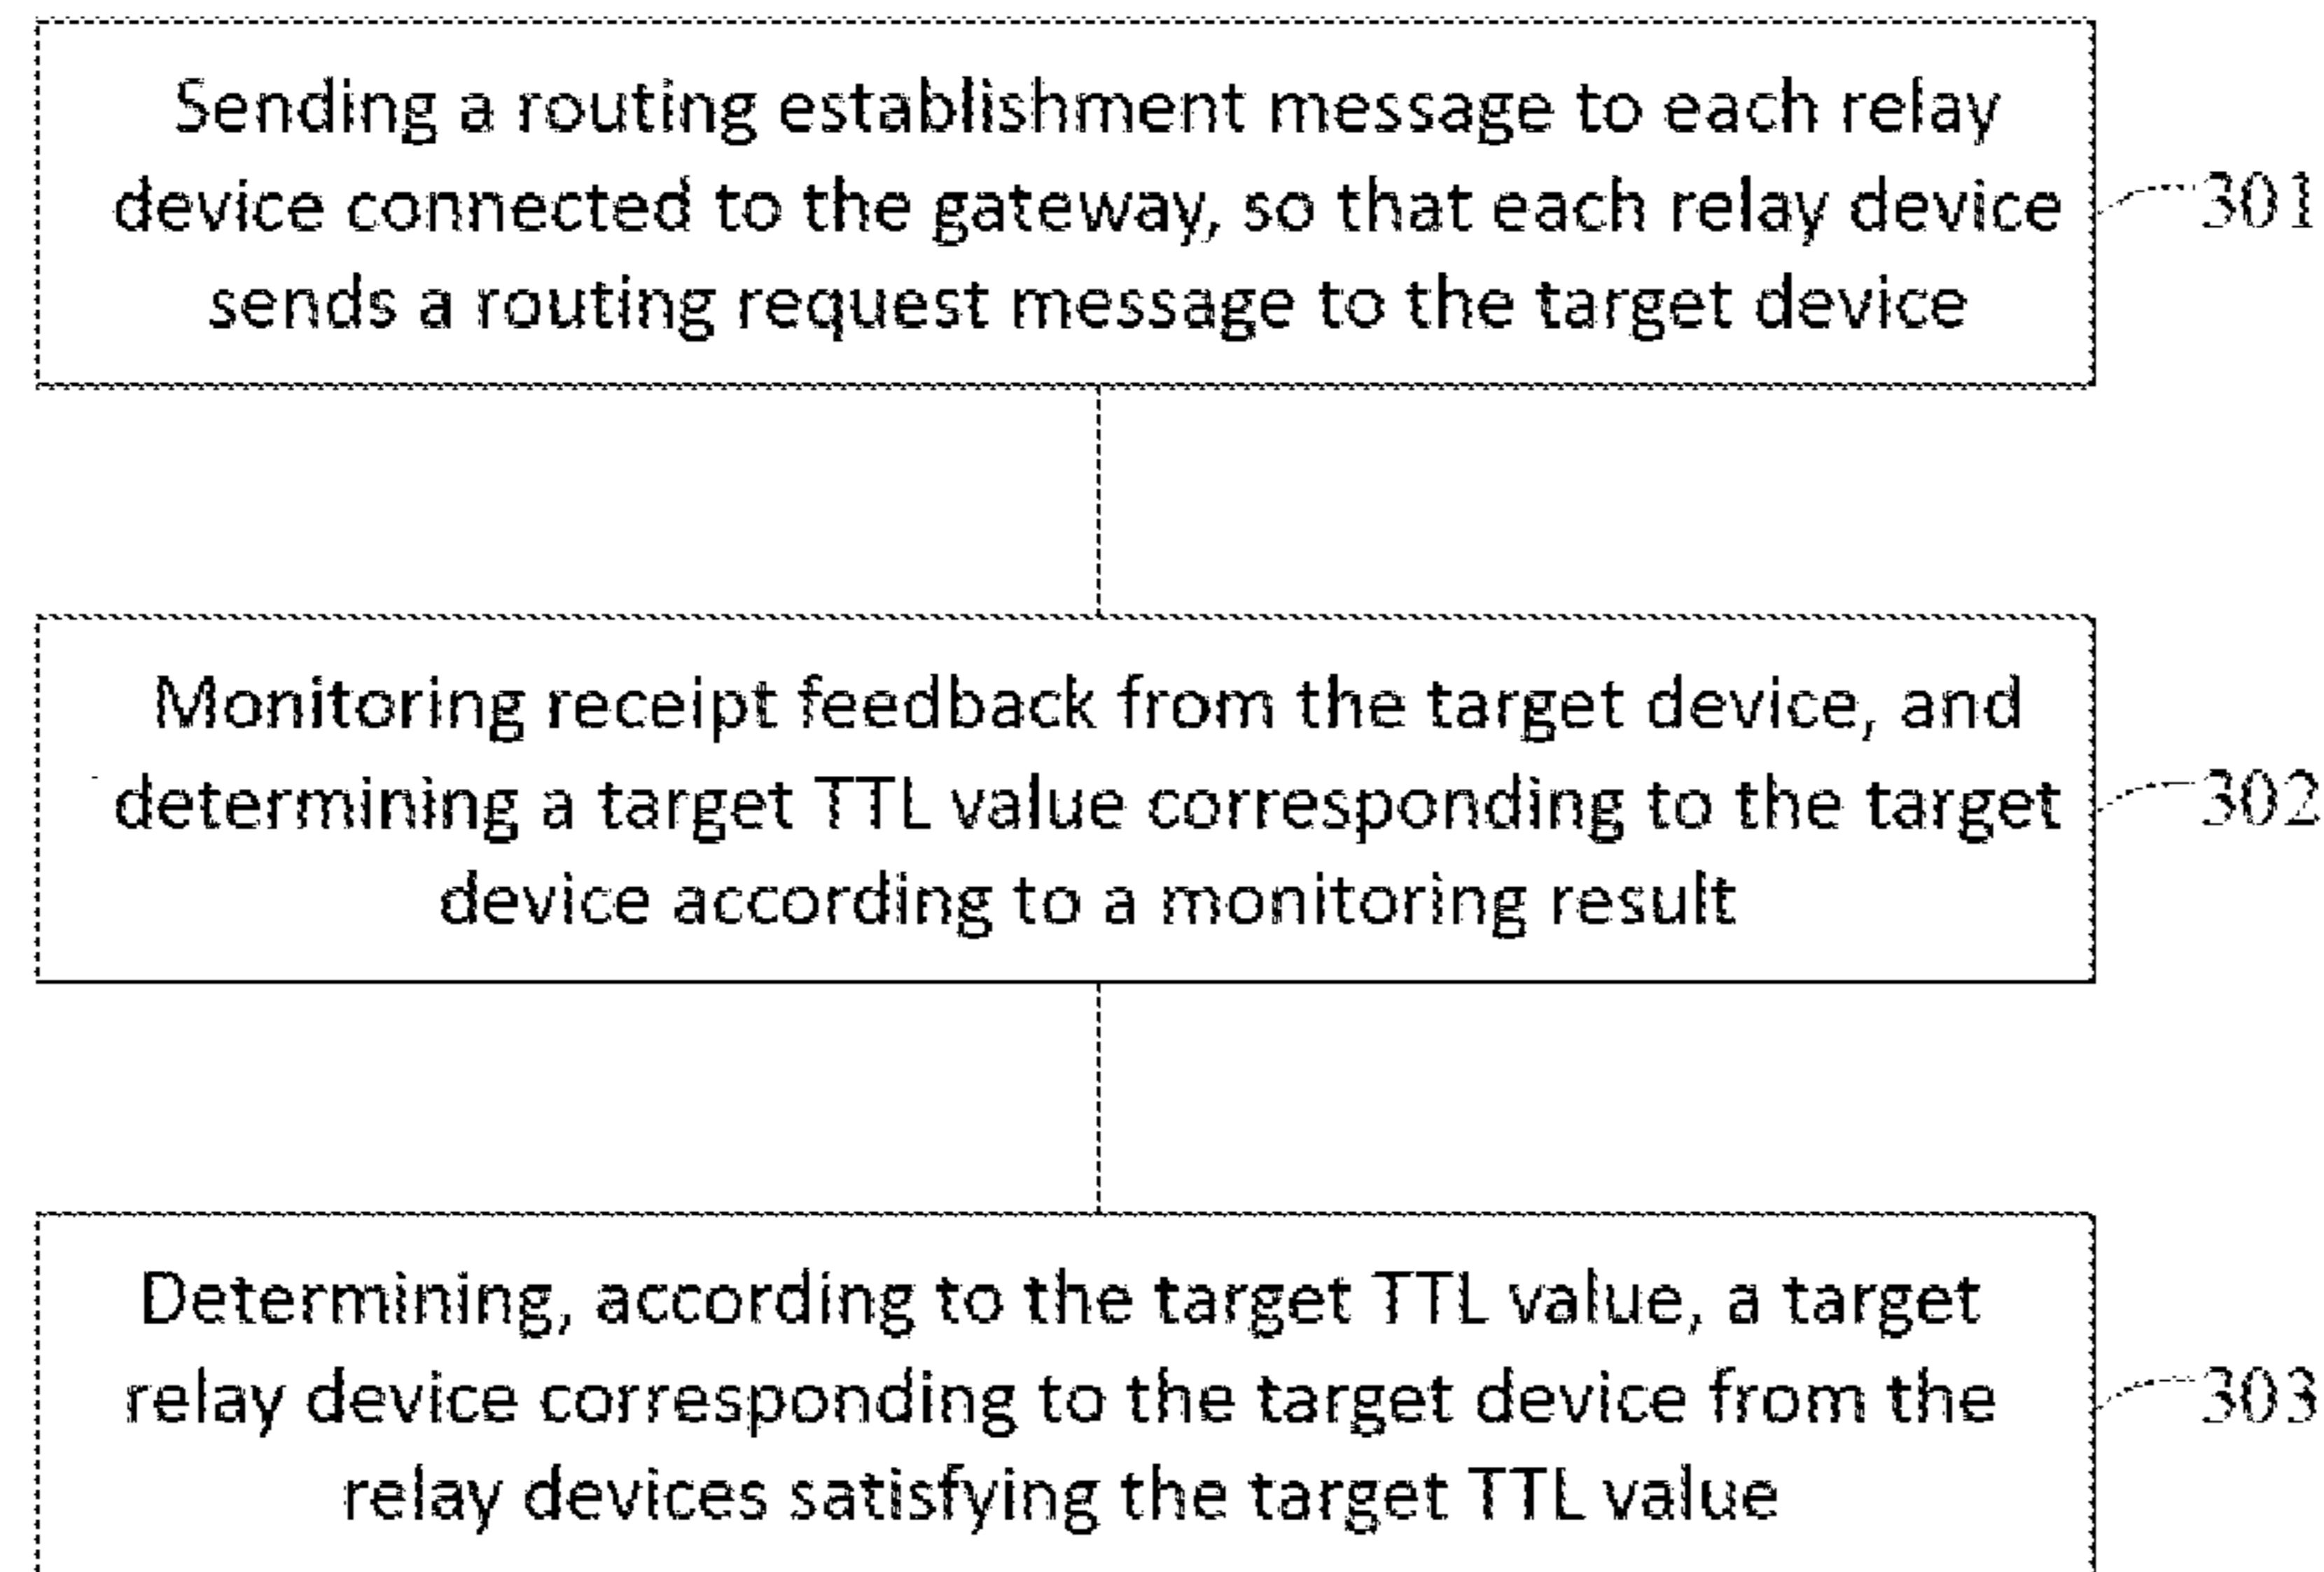 Sending a routing establishment message to each relay
device connected to the gateway, so that each relay device
sends a routing request message to the target device
301
Monitoring receipt feedback from the target device, and
determining a target TTL value corresponding to the target
device according to a monitoring result
302
Determining, according to the target TTL value, a target
relay device corresponding to the target device from the
relay devices satisfying the target TTL value
303